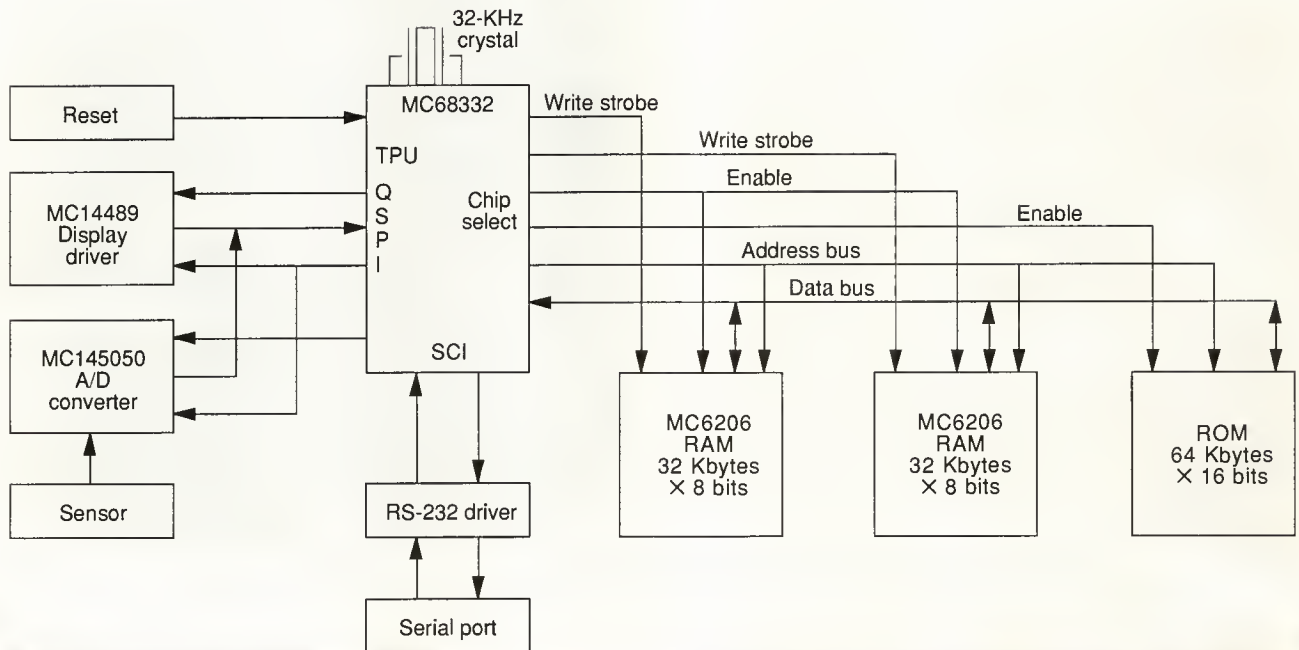 32-KHz
crystal
Reset
MC68332
Write strobe
Write strobe
TPU
Enable
MC14489
Display
driver
Q
S
P
I
Chip
select
Enable
Address bus
Data bus
MC145050
A/D
converter
SCI
MC6206
RAM
32 Kbytes
× 8 bits
MC6206
RAM
32 Kbytes
× 8 bits
ROM
64 Kbytes
× 16 bits
Sensor
RS-232 driver
Serial port